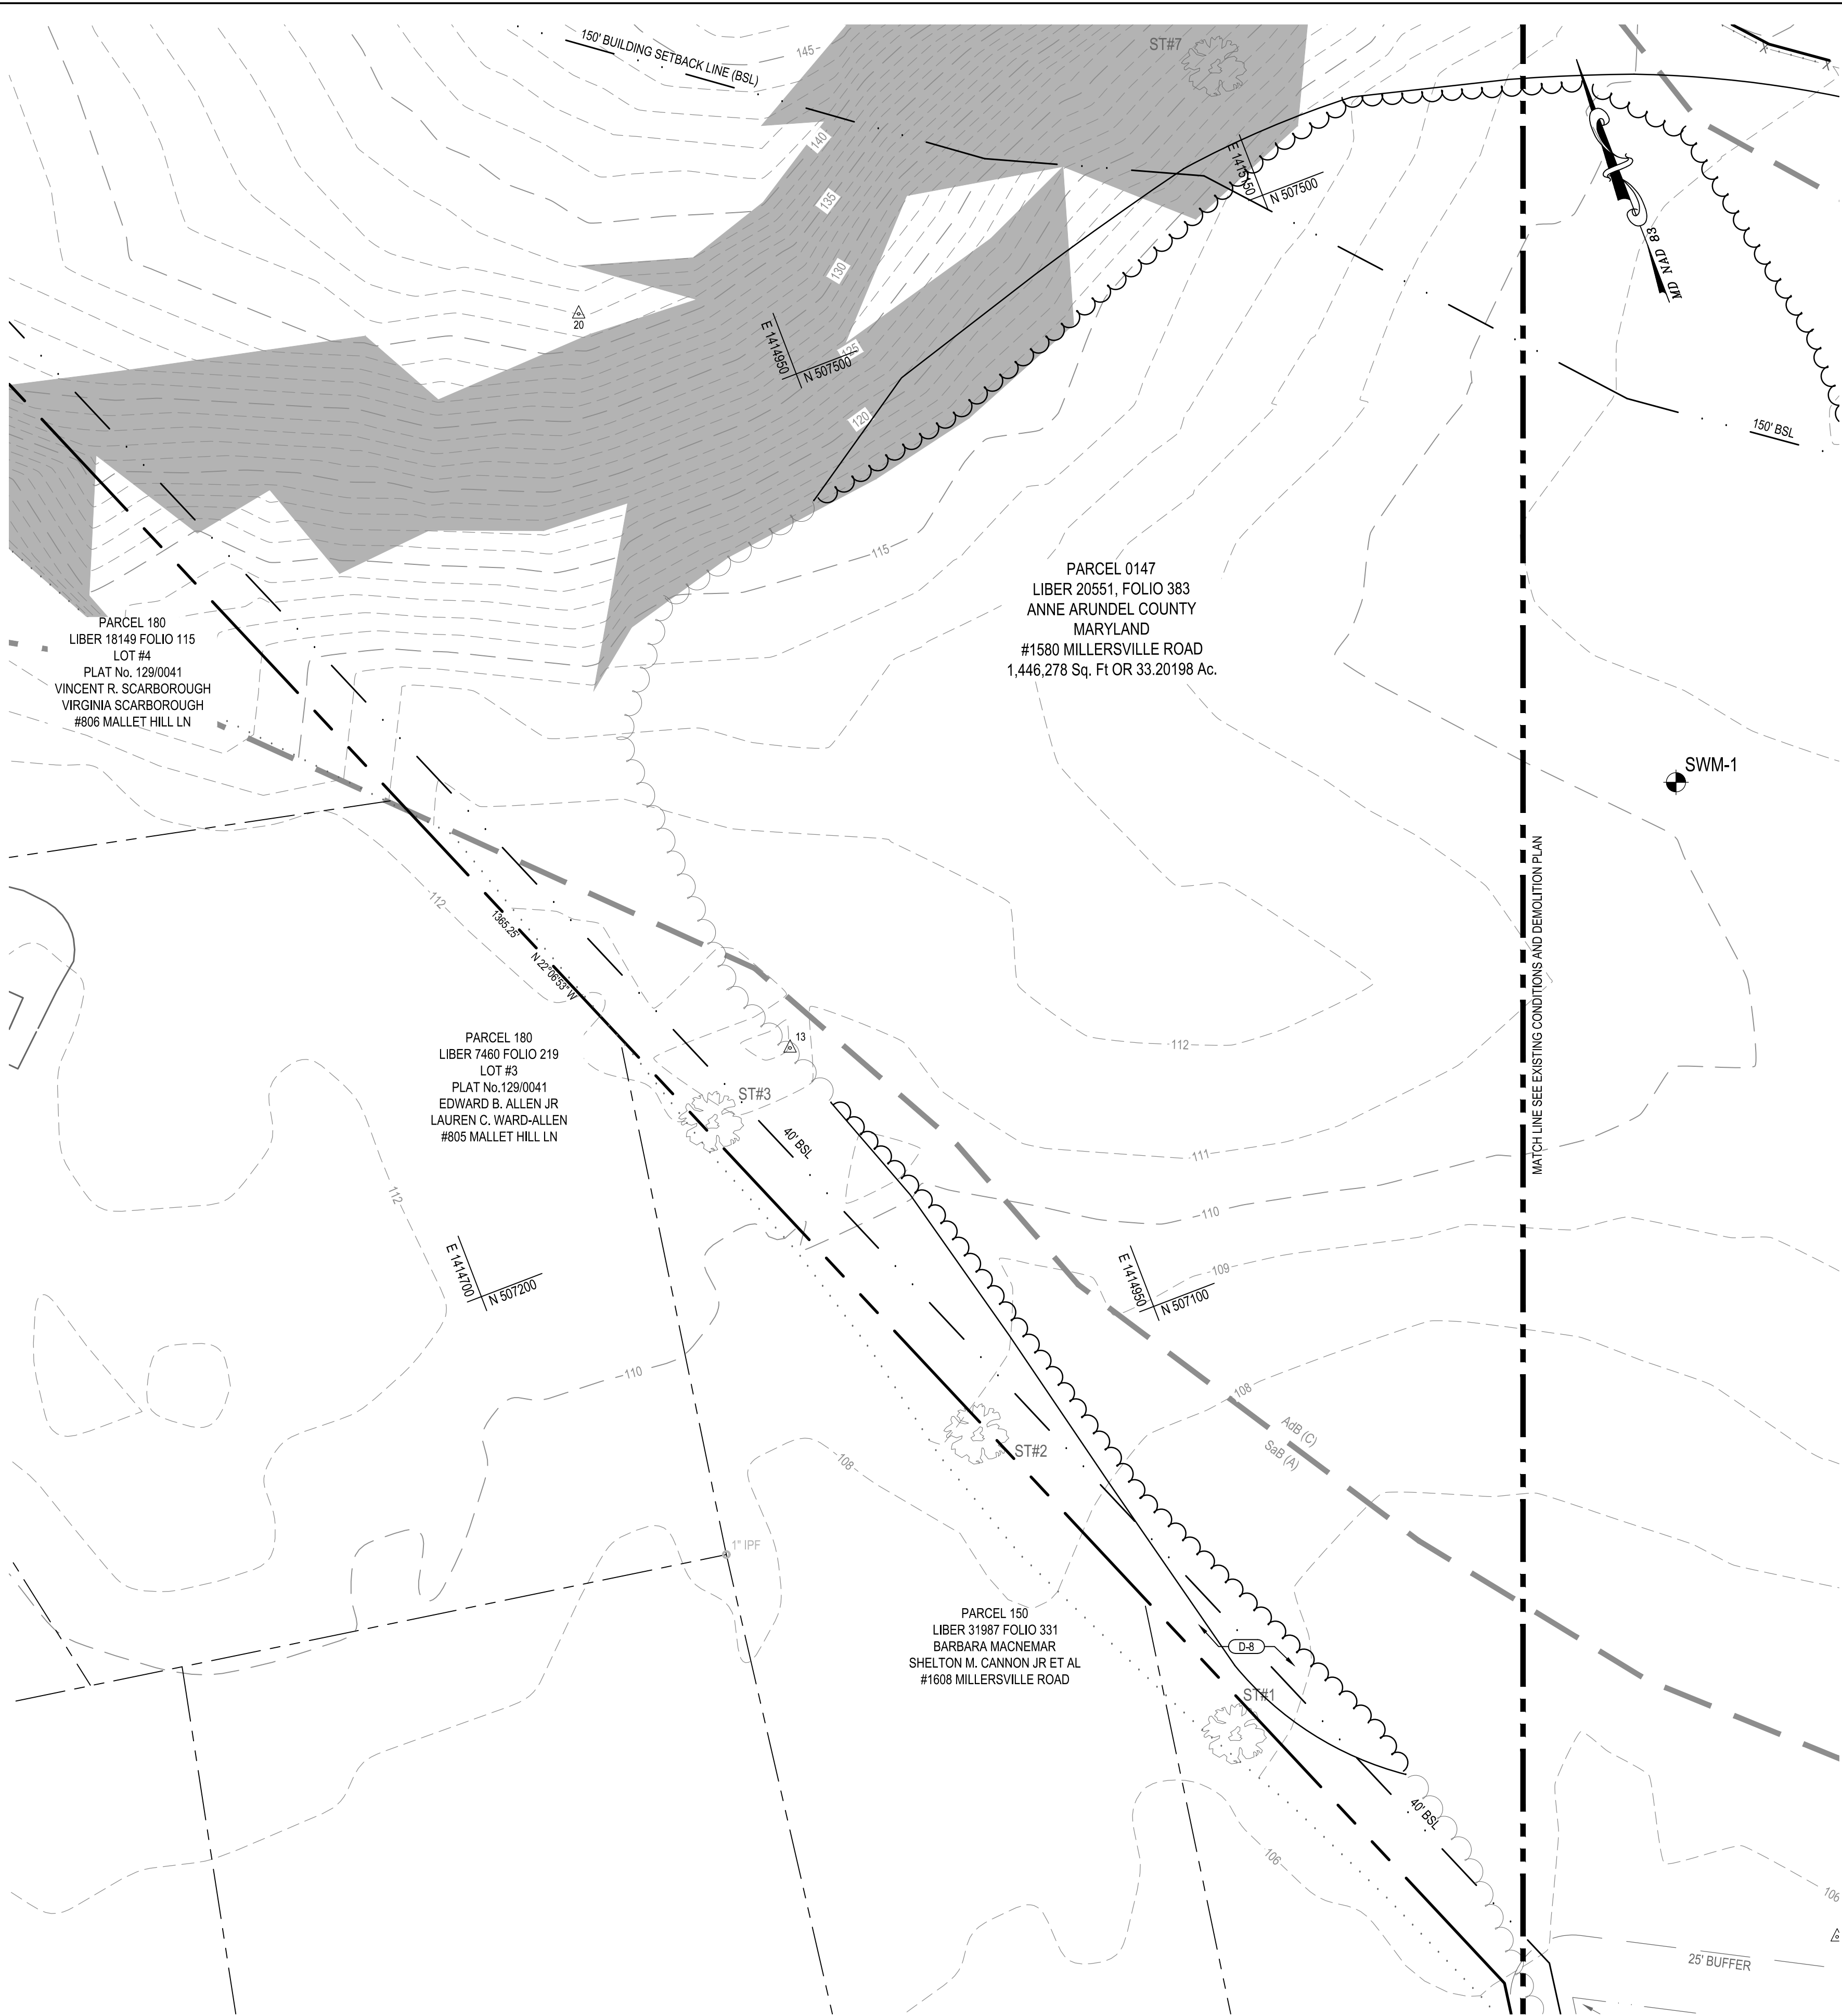 150' BUILDING SETBACK LINE (BSL)
145
ST#7
140
E 1415150
N 507500
135
MD NAD 83
130
20
E 1414950
N 507500
125
120
150' BSL
115
PARCEL 0147
LIBER 20551, FOLIO 383
ANNE ARUNDEL COUNTY
MARYLAND
#1580 MILLERSVILLE ROAD
1,446,278 Sq. Ft OR 33.20198 Ac.
PARCEL 180
LIBER 18149 FOLIO 115
LOT #4
PLAT No. 129/0041
VINCENT R. SCARBOROUGH
VIRGINIA SCARBOROUGH
#806 MALLET HILL LN
SWM-1
MATCH LINE SEE EXISTING CONDITIONS AND DEMOLITION PLAN
112
1365.25'
N 22°06'53" W
PARCEL 180
LIBER 7460 FOLIO 219
LOT #3
PLAT No.129/0041
EDWARD B. ALLEN JR
LAUREN C. WARD-ALLEN
#805 MALLET HILL LN
13
112
ST#3
40' BSL
111
112
110
E 1414700
N 507200
E 1414950
N 507100
109
110
108
AdB (C)
SaB (A)
ST#2
108
1" IPF
PARCEL 150
LIBER 31987 FOLIO 331
BARBARA MACNEMAR
SHELTON M. CANNON JR ET AL
#1608 MILLERSVILLE ROAD
D-8
ST#1
40' BSL
106
106
25' BUFFER